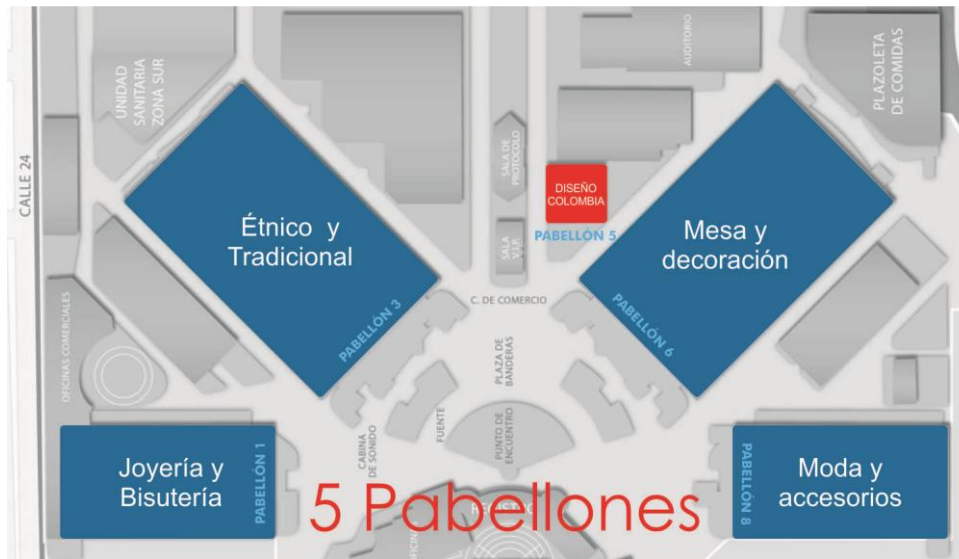 UNIDAD
SANITARIA
ZONA SUR
AUDITORIO
PLAZOLETA
DE COMIDAS
CALLE 24
SALA DE
PROTOCOLO
DISEÑO
COLOMBIA
PABELLÓN 5
SALA
V.I.P.
Étnico y
Tradicional
PABELLÓN 3
Mesa y
decoración
PABELLÓN 6
C. DE COMERCIO
OFICINAS COMERCIALES
PLAZA DE
BANDERAS
FUENTE
PUNTO DE
ENCUENTRO
CABINA
DE SONIDO
Joyería y
Bisutería
PABELLÓN 1
Moda y
accesorios
PABELLÓN 8
5 Pabellones